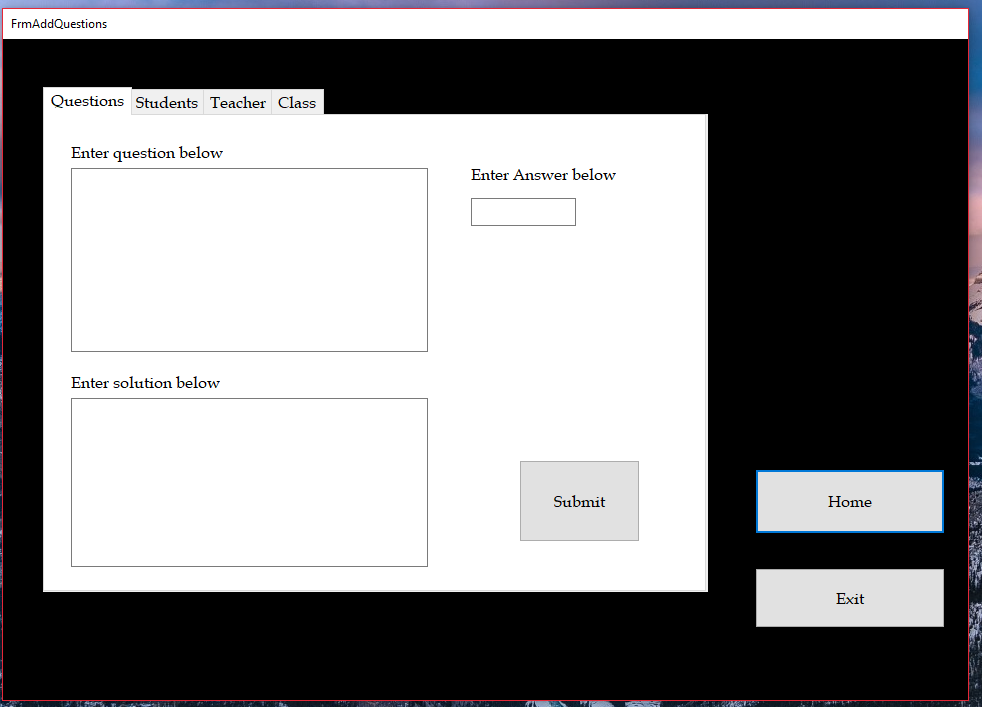 FrmAddQuestions
Questions Students Teacher Class
Enter question below
Enter Answer below
Enter solution below
Submit
Home
Exit